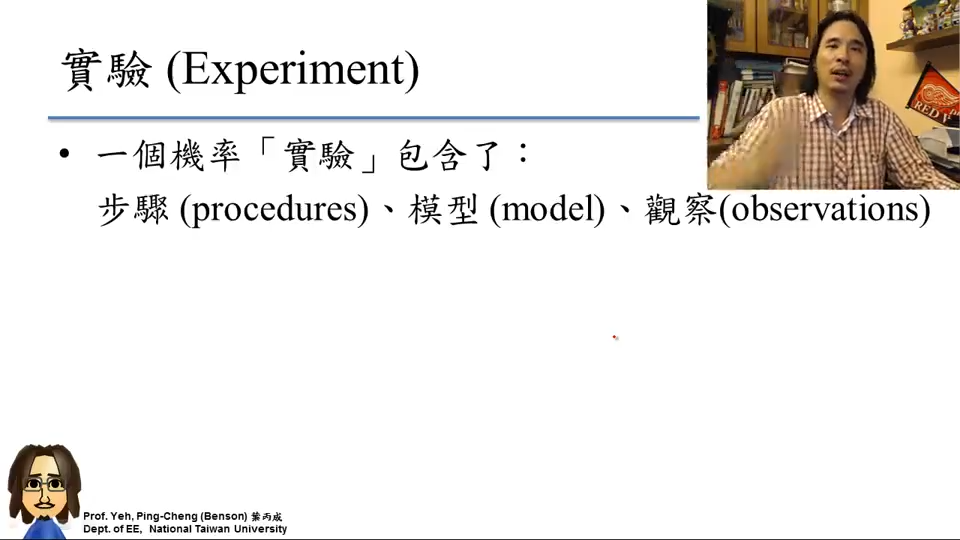 實驗 (Experiment)
• 一個機率「實驗」包含了：
步驟 (procedures)、模型 (model)、觀察(observations)
RED W
Prof. Yeh, Ping-Cheng (Benson) 葉丙成
Dept. of EE, National Taiwan University